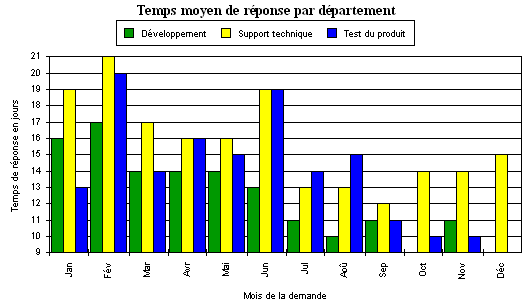 Temps moyen de réponse par département
Développement Support technique Test du produit
Temps de réponse en jours
21
20
19
18
17
16
15
14
13
12
11
10
9
Jan Fév Mar Avr Mai Jun Jul Aoû Sep Oct Nov Déc
Mois de la demande